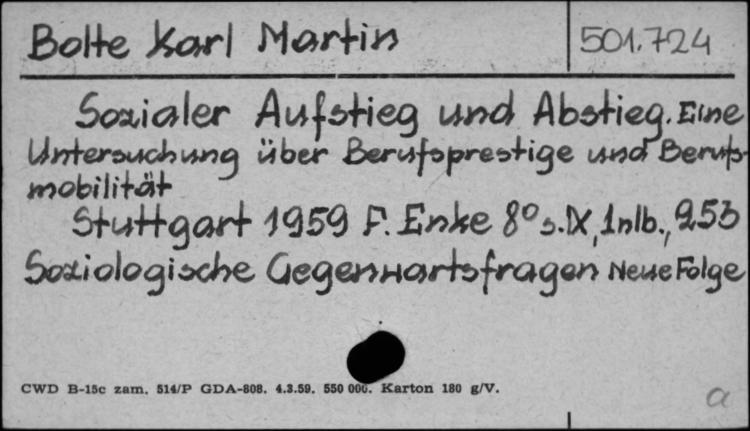 Bolte Karl Martin
501.724
Sozialer Aufstieg und Abstieg. Eine
Untersuchung über Berufsprestige und Berufs-
mobilität
Stuttgart 1959 F. Enke 8° s. IX, 1nlb., 253
Soziologische Gegenwartsfragen Neue Folge
CWD B-15c zam. 514/P GDA-808. 4.3.59. 550 000. Karton 180 g/V.
a